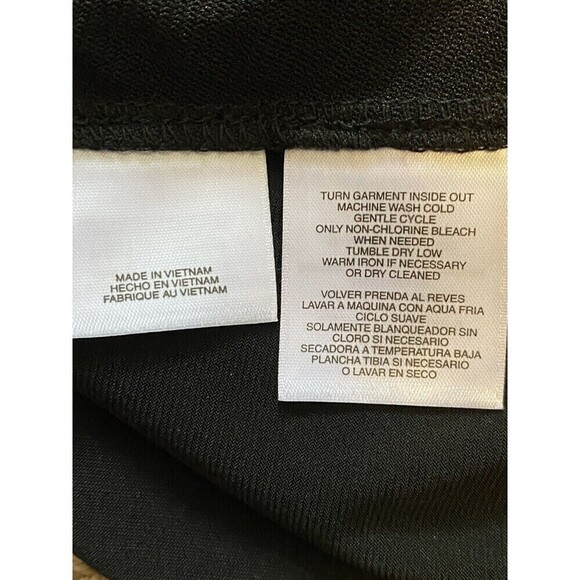 MADE IN VIETNAM
HECHO EN VIETNAM
FABRIQUE AU VIETNAM
TURN GARMENT INSIDE OUT
MACHINE WASH COLD
GENTLE CYCLE
ONLY NON-CHLORINE BLEACH
WHEN NEEDED
TUMBLE DRY LOW
WARM IRON IF NECESSARY
OR DRY CLEANED
VOLVER PRENDA AL REVES
LAVAR A MAQUINA CON AQUA FRIA
CICLO SUAVE
SOLAMENTE BLANQUEADOR SIN
CLORO SI NECESARIO
SECADORA A TEMPERATURA BAJA
PLANCHA TIBIA SI NECESARIO
O LAVAR EN SECO